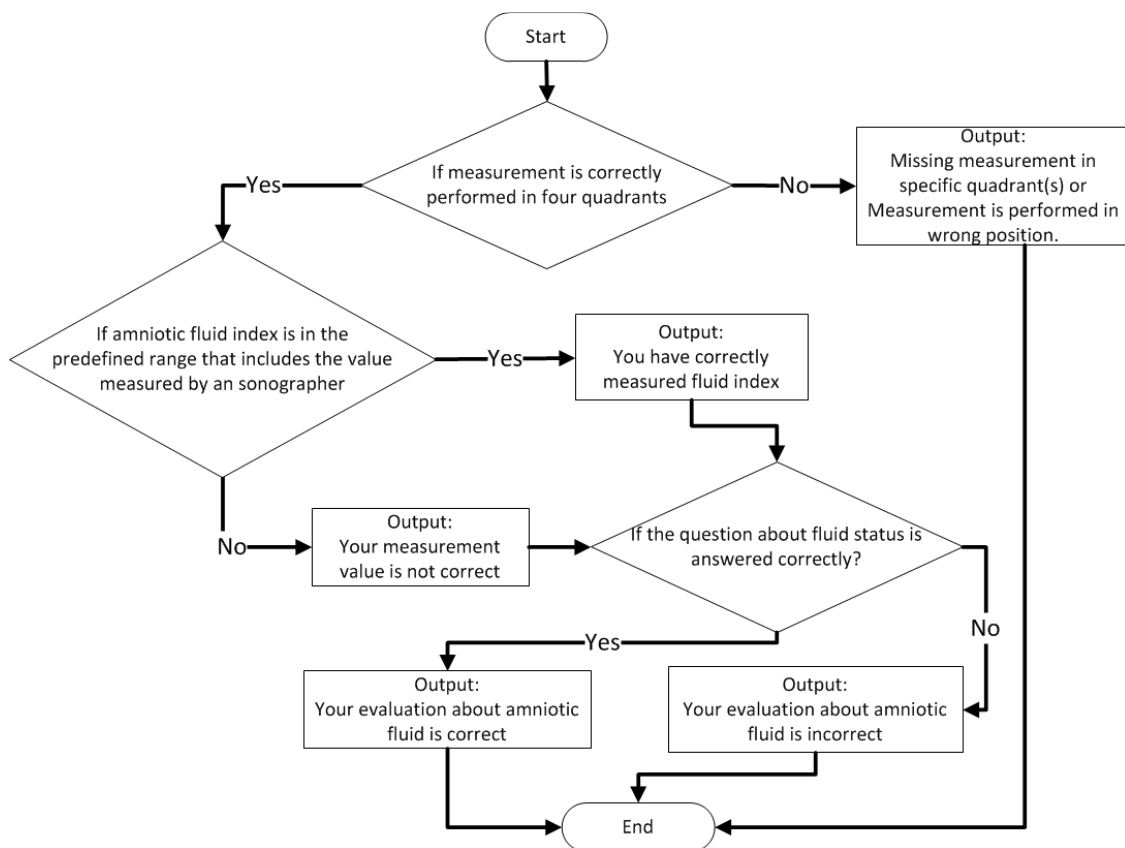 Start
If measurement is correctly
performed in four quadrants
Yes
No
Output:
Missing measurement in
specific quadrant(s) or
Measurement is performed in
wrong position.
If amniotic fluid index is in the
predefined range that includes the value
measured by an sonographer
Yes
Output:
You have correctly
measured fluid index
No
Output:
Your measurement
value is not correct
If the question about fluid status is
answered correctly?
Yes
No
Output:
Your evaluation about amniotic
fluid is correct
Output:
Your evaluation about amniotic
fluid is incorrect
End